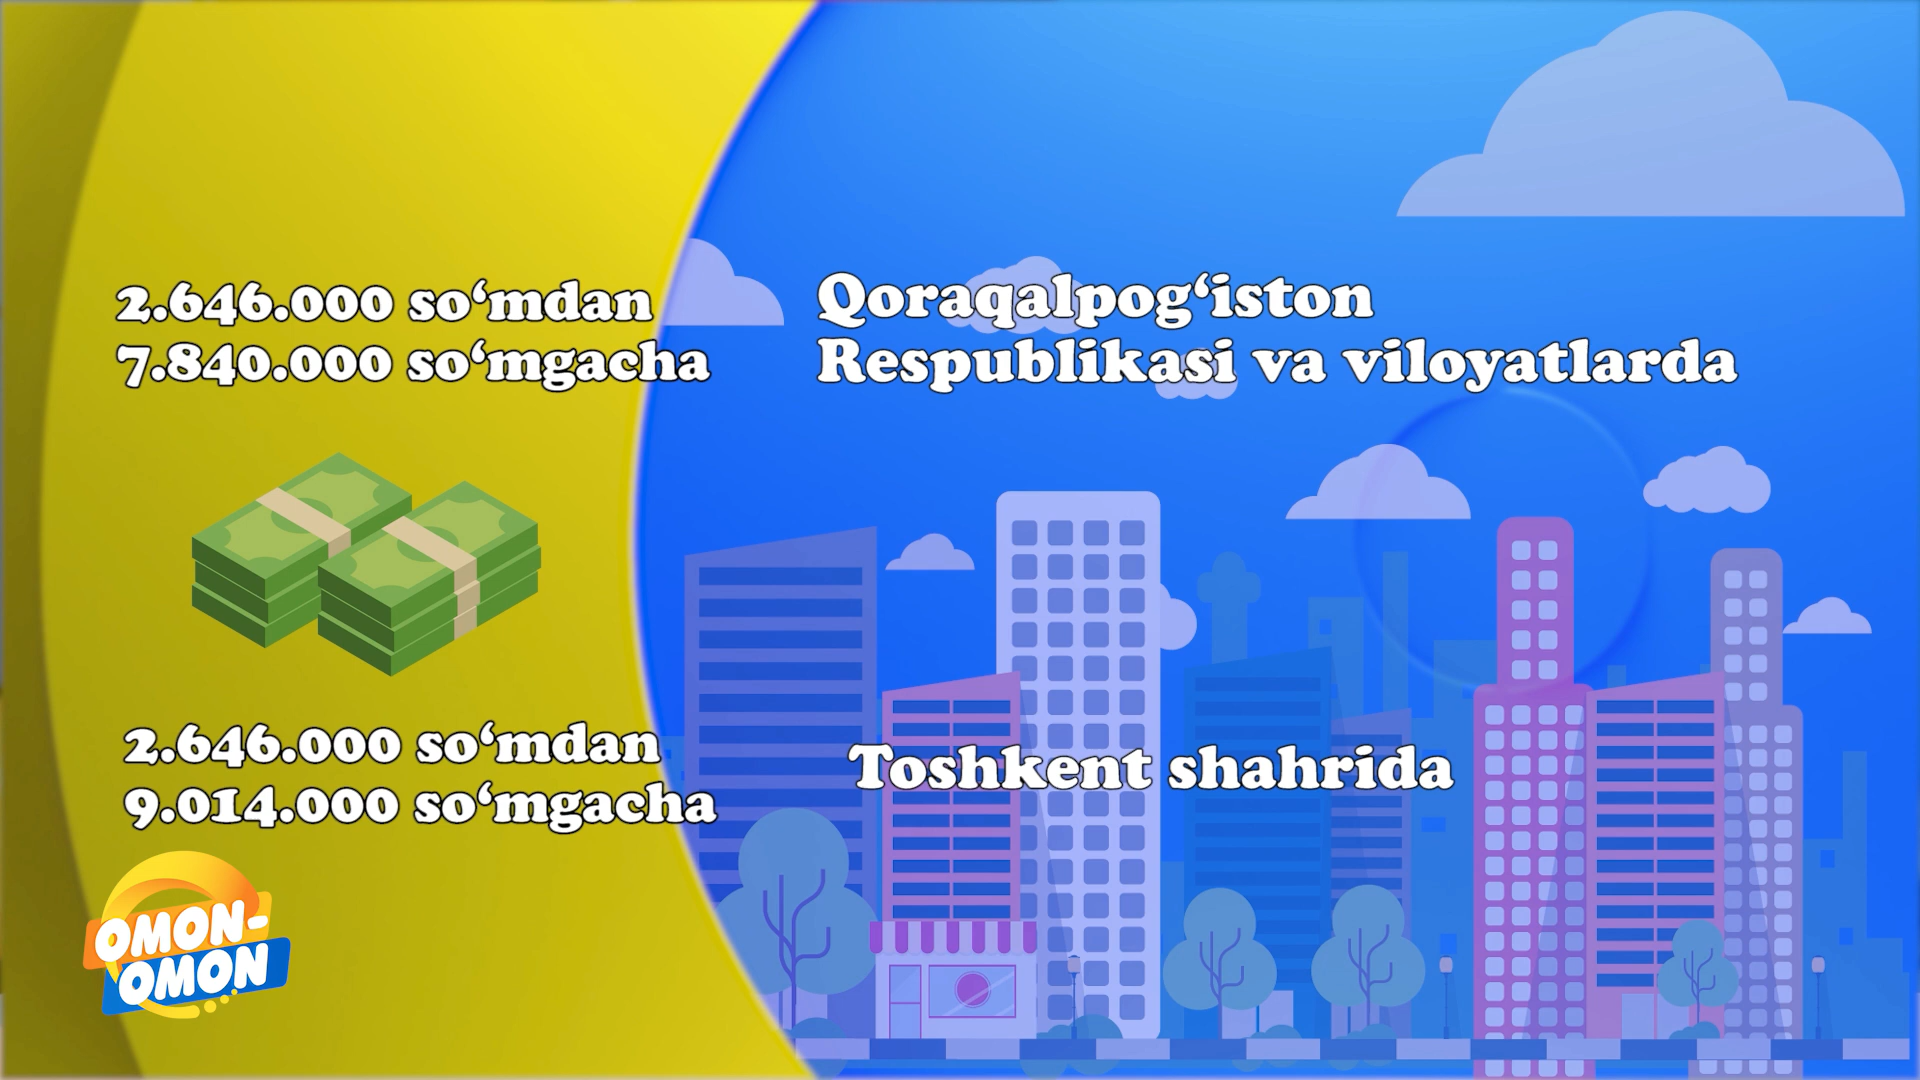 2.646.000 so‘mdan
7.840.000 so‘mgacha
Qoraqalpog‘iston
Respublikasi va viloyatlarda
2.646.000 so‘mdan
9.014.000 so‘mgacha
Toshkent shahrida
OMON-
OMON